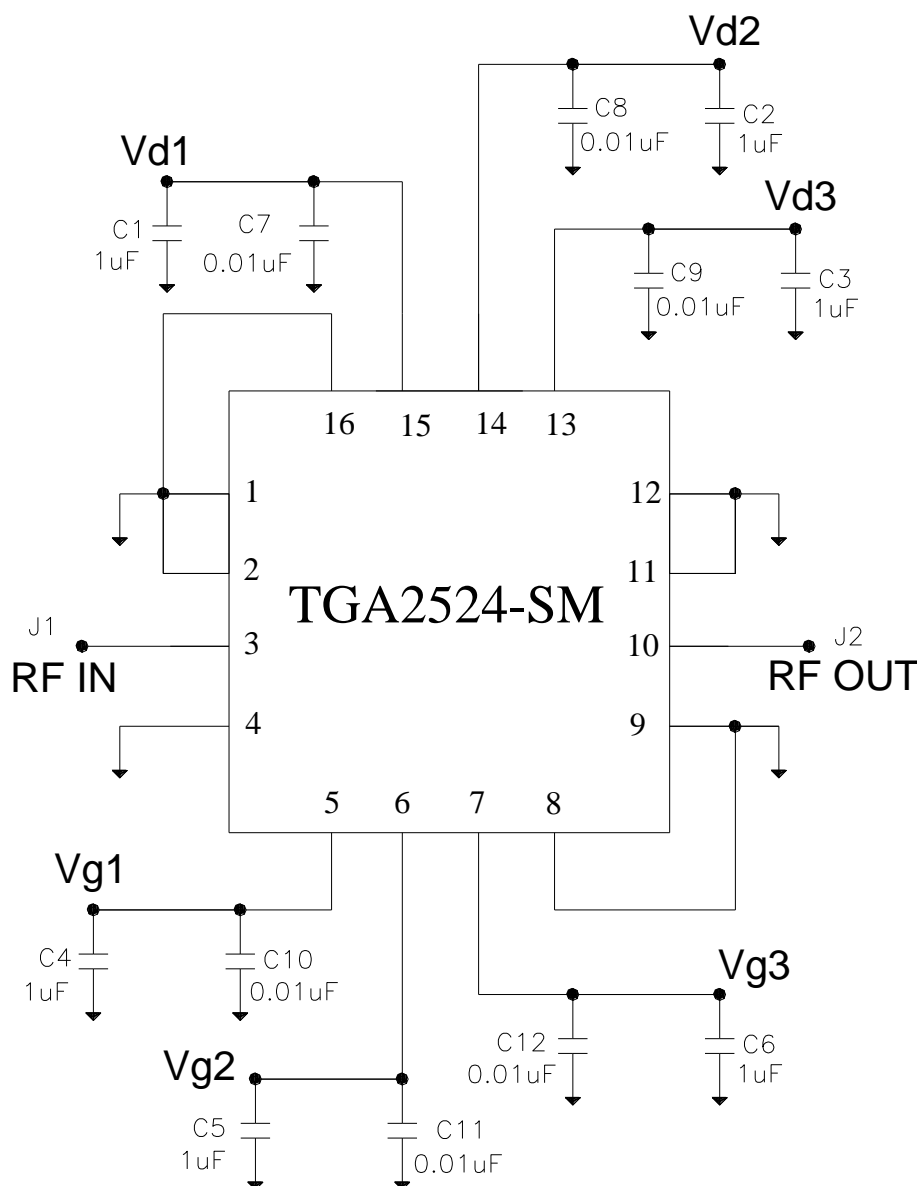 Vd2
C8
0.01uF
C2
1uF
Vd1
C1
1uF
C7
0.01uF
Vd3
C9
0.01uF
C3
1uF
16
15
14
13
1
12
2
11
TGA2524-SM
J1
RF IN
3
10
J2
RF OUT
4
9
5
6
7
8
Vg1
C4
1uF
C10
0.01uF
Vg3
C12
0.01uF
C6
1uF
Vg2
C5
1uF
C11
0.01uF